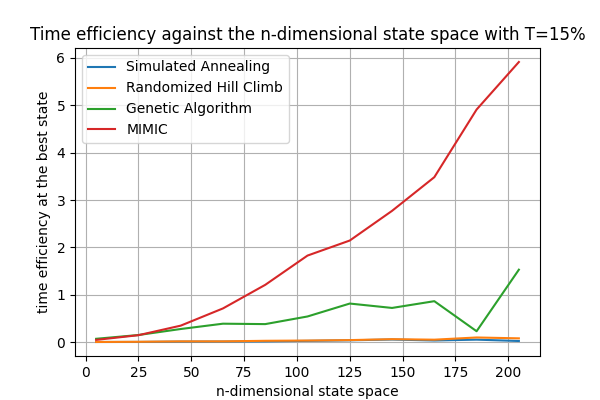 Time efficiency against the n-dimensional state space with T=15%
6
5
4
3
2
1
0
time efficiency at the best state
Simulated Annealing
Randomized Hill Climb
Genetic Algorithm
MIMIC
0 25 50 75 100 125 150 175 200
n-dimensional state space